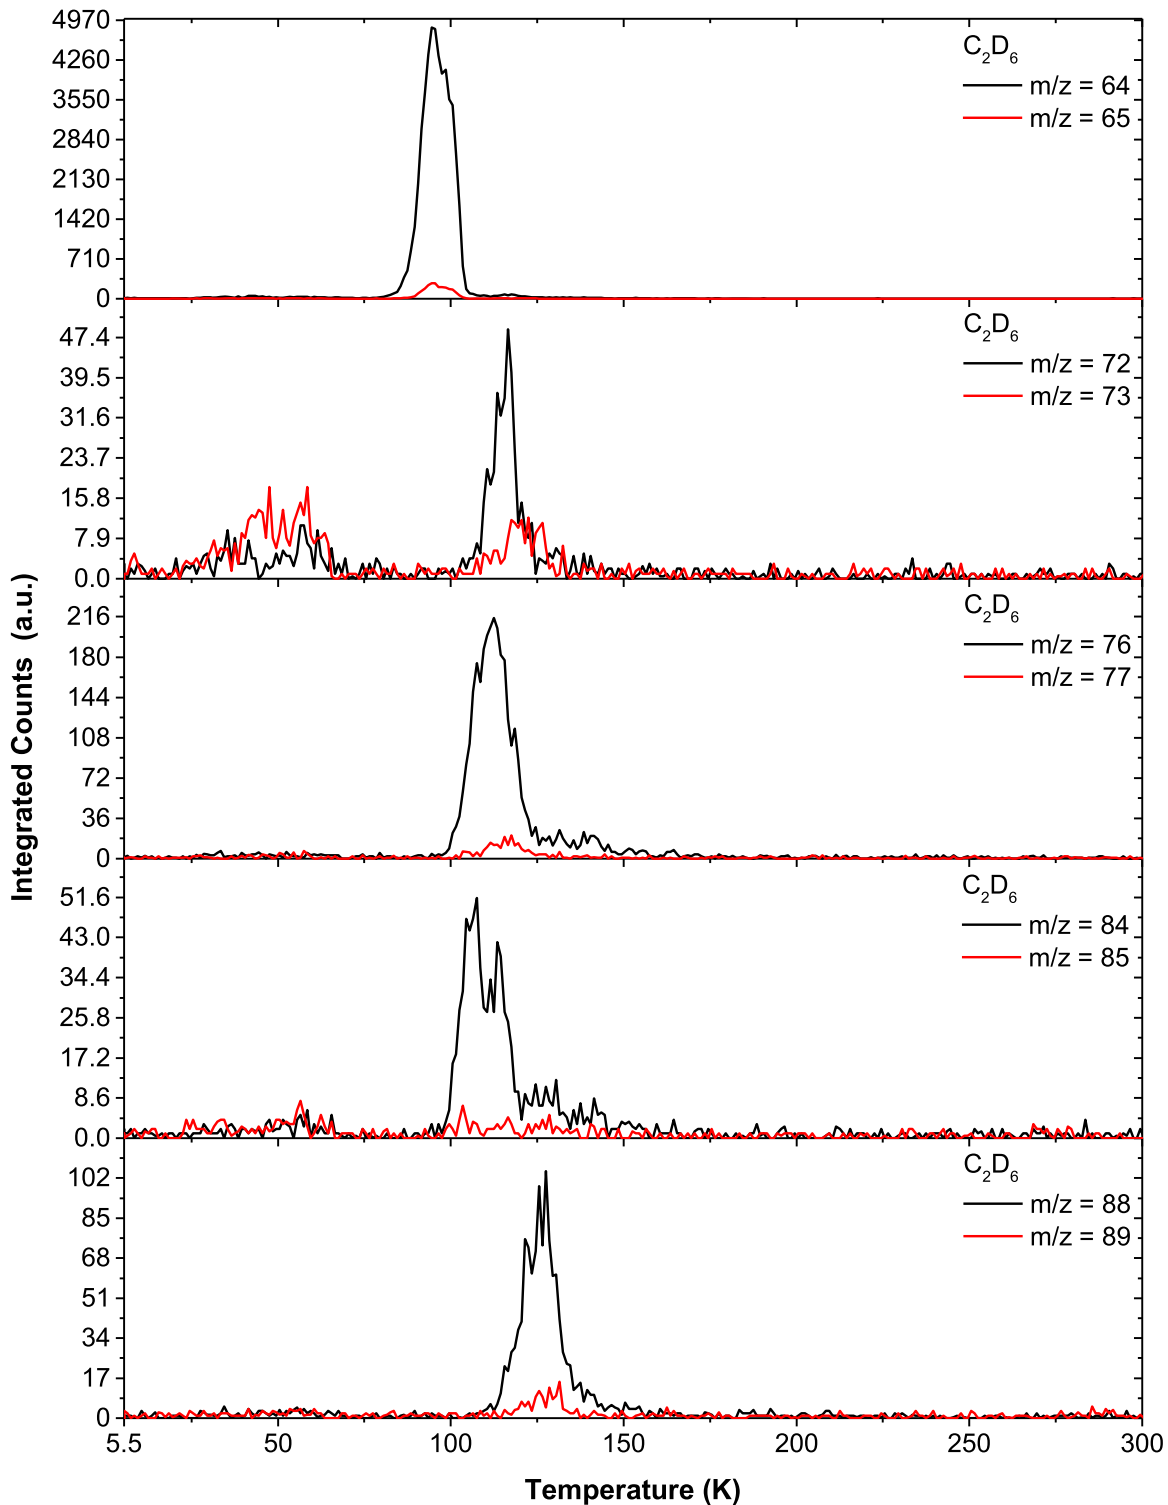 4970
4260
3550
2840
2130
1420
710
0
C₂D₆
m/z = 64
m/z = 65
47.4
39.5
31.6
23.7
15.8
7.9
0.0
C₂D₆
m/z = 72
m/z = 73
216
180
144
108
72
36
0
C₂D₆
m/z = 76
m/z = 77
51.6
43.0
34.4
25.8
17.2
8.6
0.0
C₂D₆
m/z = 84
m/z = 85
102
85
68
51
34
17
0
C₂D₆
m/z = 88
m/z = 89
Integrated Counts (a.u.)
5.5 50 100 150 200 250 300
Temperature (K)